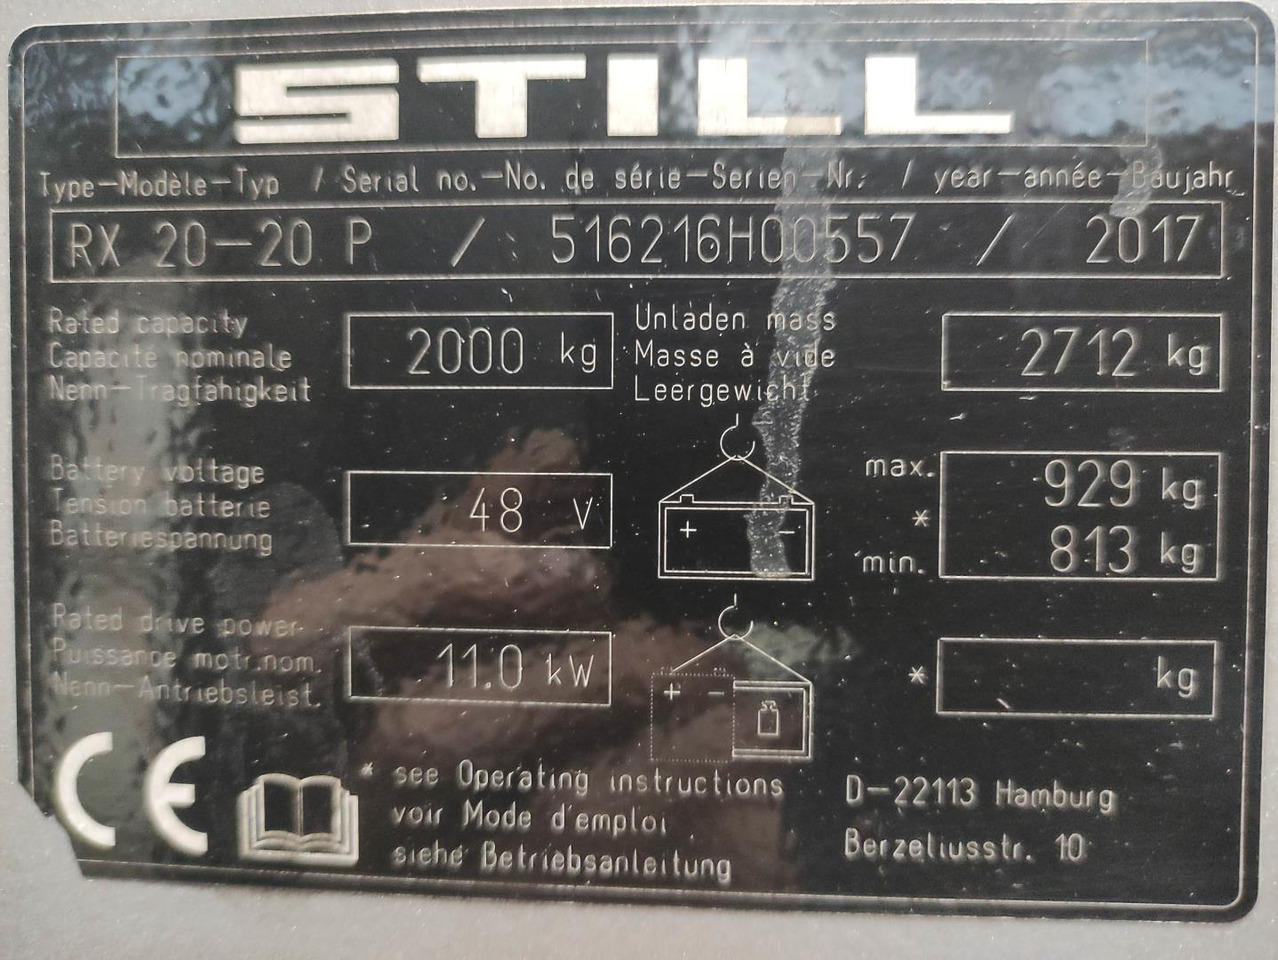 STILL
Type-Modèle-Typ / Serial no.-No. de série-Serien-Nr. / year-année-Baujahr
RX 20-20 P / 516216H00557 / 2017
Rated capacity
Capacité nominale
Nenn-Tragfähigkeit
2000 kg
Unladen mass
Masse à vide
Leergewicht
2712 kg
Battery voltage
Tension batterie
Batteriespannung
48 V
+ -
max. 929 kg
*
min. 813 kg
Rated drive power
Puissance motr.nom.
Nenn-Antriebsleist.
11.0 kW
+ -
* kg
CE
* see Operating instructions
voir Mode d'emploi
siehe Betriebsanleitung
D-22113 Hamburg
Berzeliusstr. 10